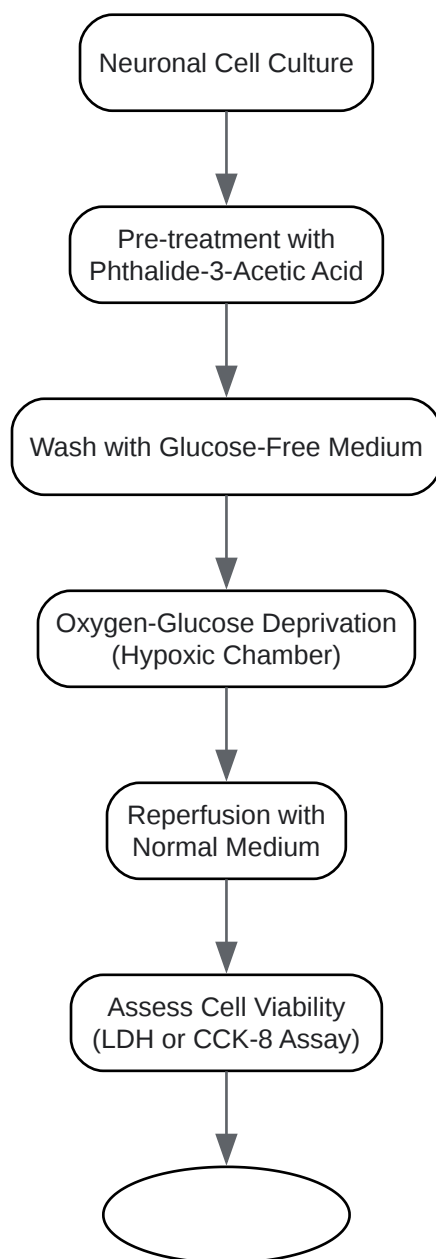 Neuronal Cell Culture
Pre-treatment with
Phthalide-3-Acetic Acid
Wash with Glucose-Free Medium
Oxygen-Glucose Deprivation
(Hypoxic Chamber)
Reperfusion with
Normal Medium
Assess Cell Viability
(LDH or CCK-8 Assay)